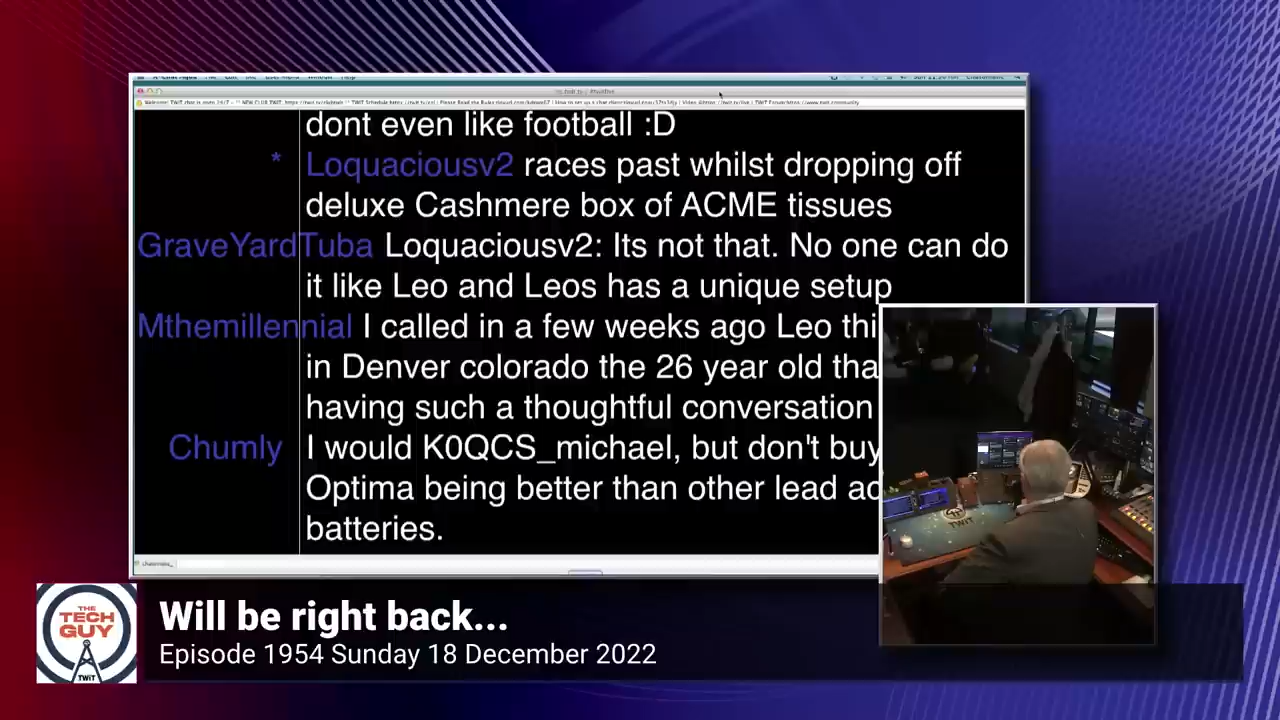 dont even like football :D
* Loquaciousv2 races past whilst dropping off
deluxe Cashmere box of ACME tissues
GraveYardTuba Loquaciousv2: Its not that. No one can do
it like Leo and Leos has a unique setup
Mthemillennial I called in a few weeks ago Leo thi
in Denver colorado the 26 year old tha
having such a thoughtful conversation
Chumly I would K0QCS_michael, but don't buy
Optima being better than other lead ac
batteries.
TWiT
THE
TECH
GUY
TWiT
Will be right back...
Episode 1954 Sunday 18 December 2022